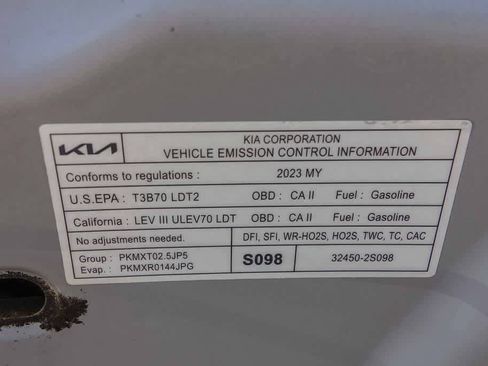 KIA KIA CORPORATION
VEHICLE EMISSION CONTROL INFORMATION
Conforms to regulations : 2023 MY
U.S.EPA : T3B70 LDT2 OBD : CA II Fuel : Gasoline
California : LEV III ULEV70 LDT OBD : CA II Fuel : Gasoline
No adjustments needed. DFI, SFI, WR-HO2S, HO2S, TWC, TC, CAC
Group : PKMXT02.5JP5 S098 32450-2S098
Evap. : PKMXR0144JPG